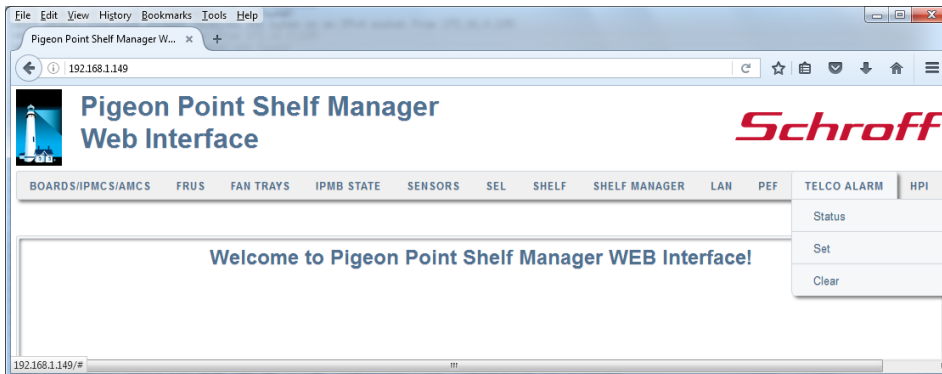 File Edit View History Bookmarks Tools Help
Pigeon Point Shelf Manager W... × +
192.168.1.149
Pigeon Point Shelf Manager
Web Interface
Schroff
BOARDS/IPMCS/AMCS FRUS FAN TRAYS IPMB STATE SENSORS SEL SHELF SHELF MANAGER LAN PEF TELCO ALARM HPI
Status
Set
Clear
Welcome to Pigeon Point Shelf Manager WEB Interface!
192.168.1.149/#